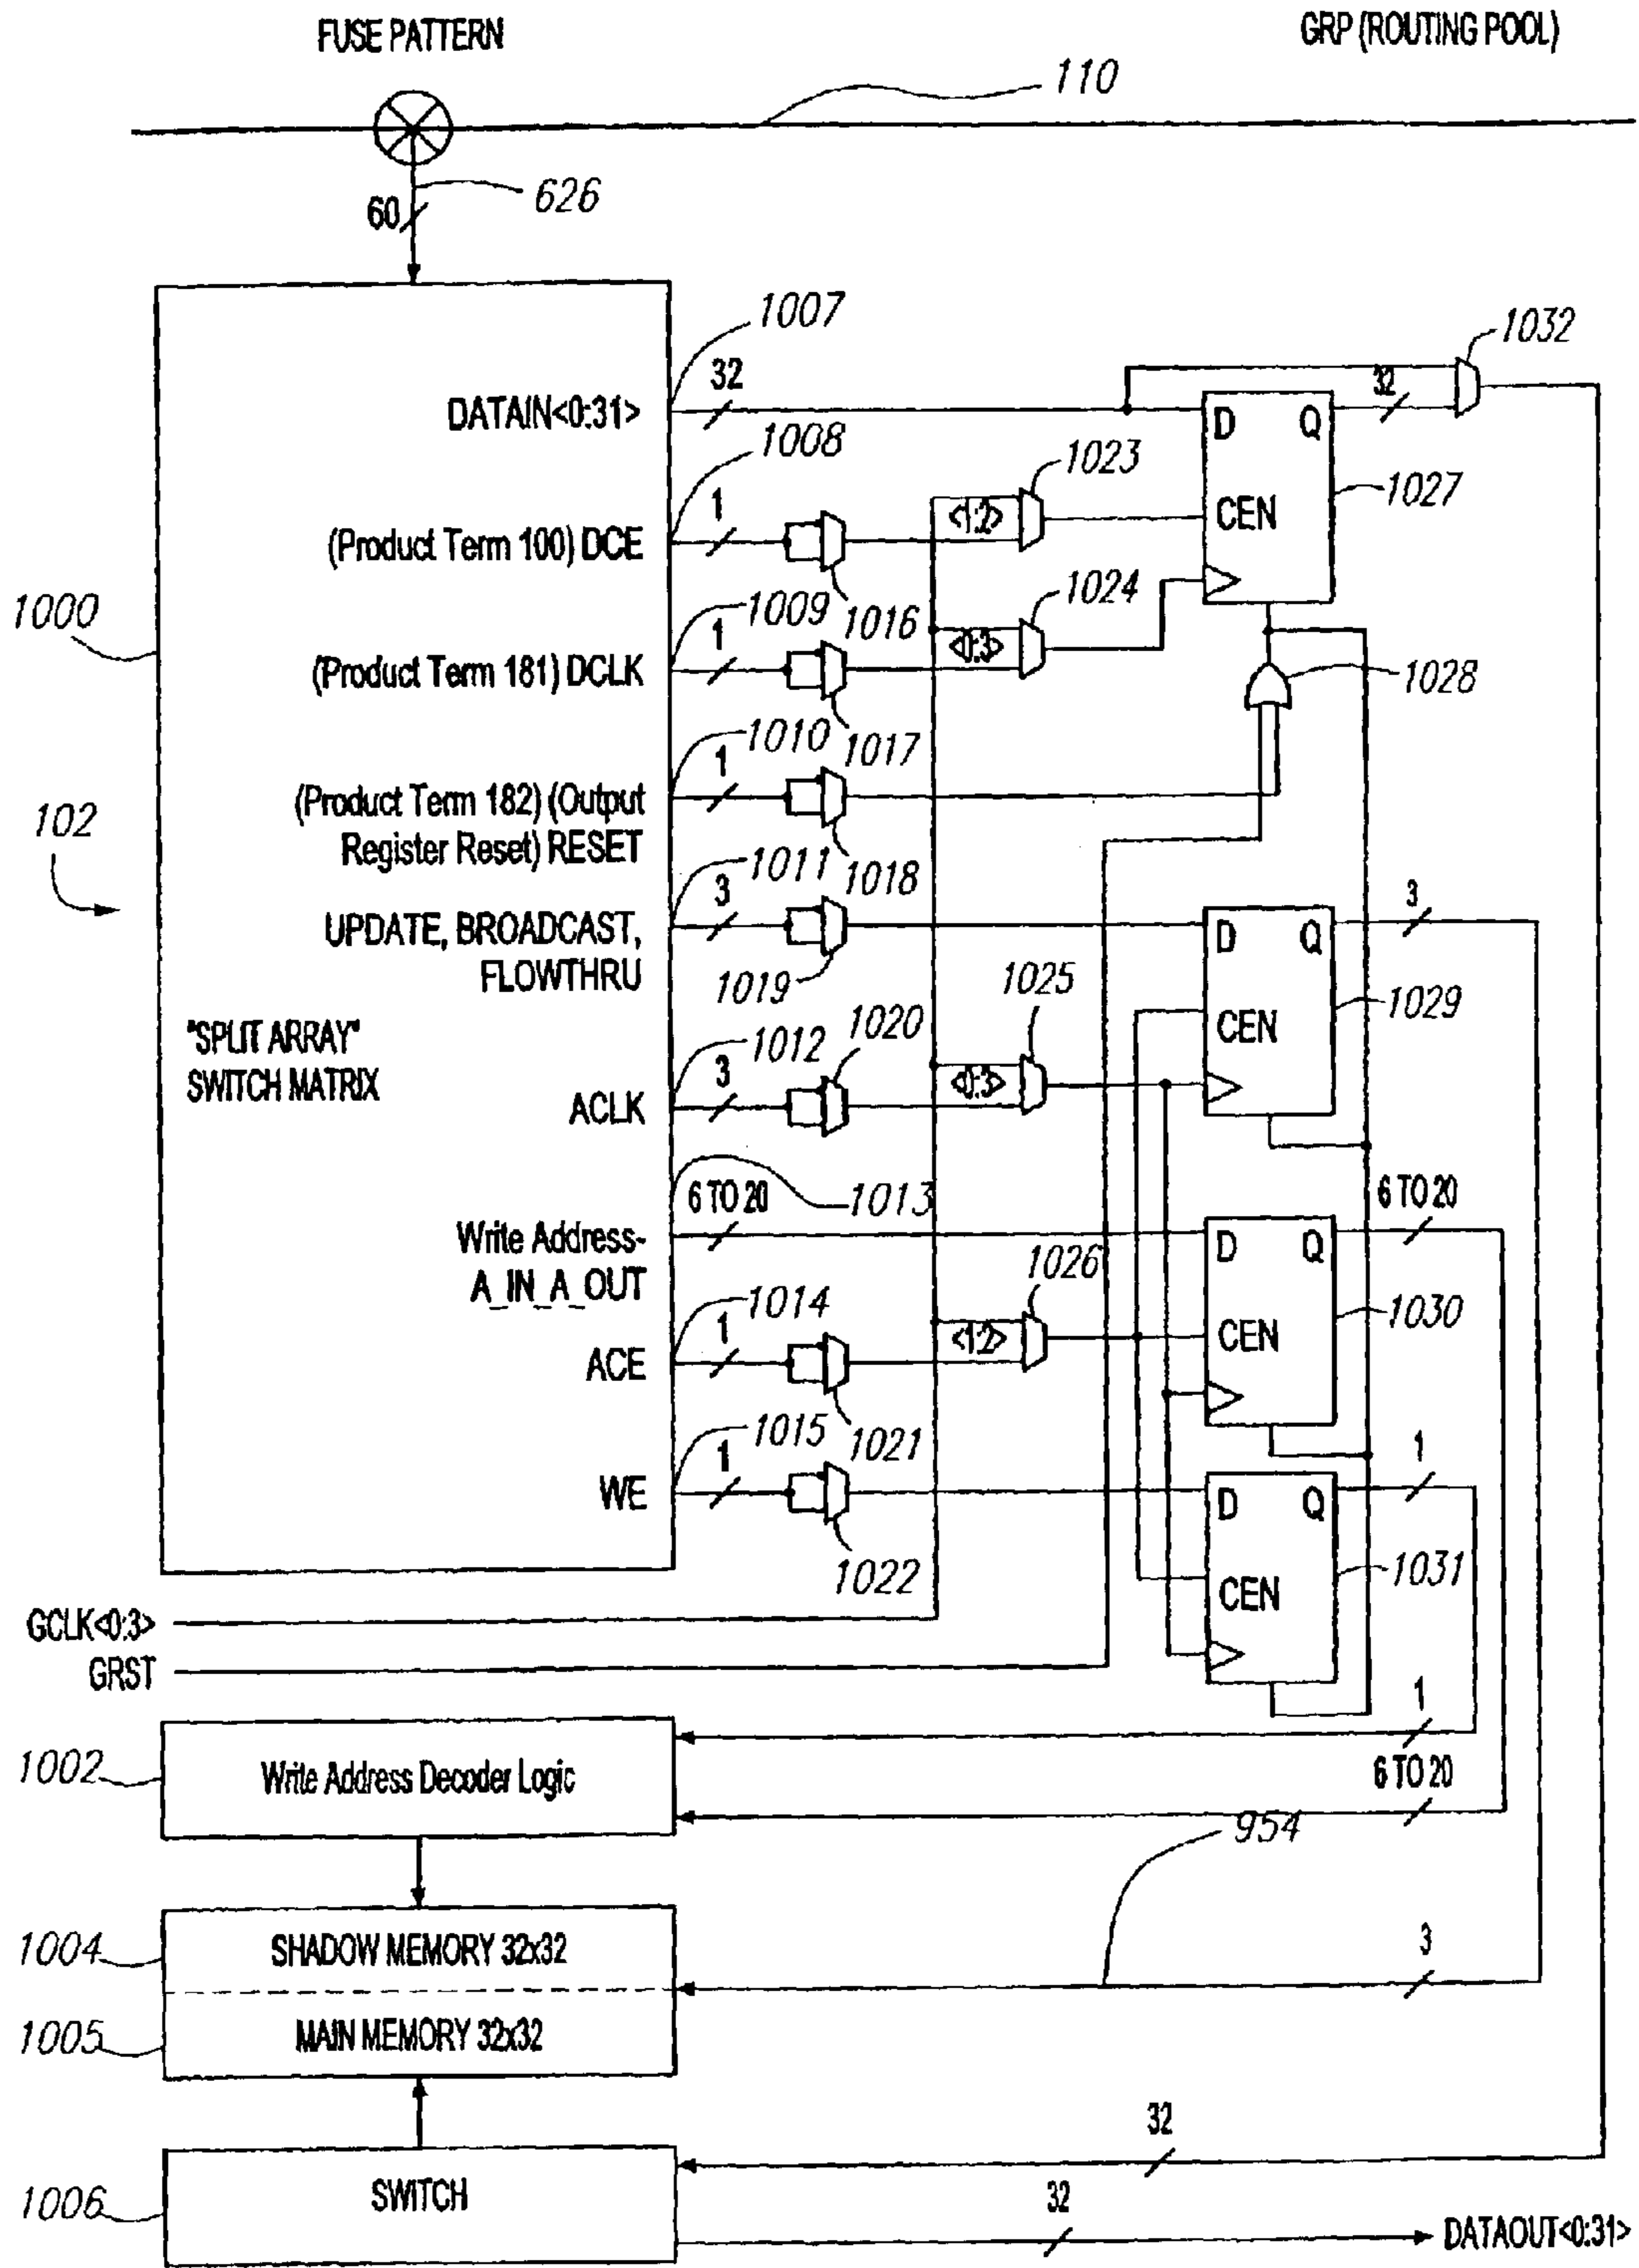 FUSE PATTERN
GRP (ROUTING POOL)
110
626
60
1007
1032
32
32
DATAIN<0:31>
D Q
1008
1023
1027
1
<1:2>
CEN
(Product Term 100) DCE
1024
1000
1009
1016
1
<0:3>
(Product Term 181) DCLK
1028
1010
1017
1
(Product Term 182) (Output
Register Reset) RESET
102
1011
1018
3
3
UPDATE, BROADCAST,
FLOWTHRU
D Q
1019
1025
1029
"SPLIT ARRAY"
SWITCH MATRIX
1012
1020
CEN
3
<0:3>
ACLK
6 TO 20
1013
6 TO 20
Write Address-
A_IN_A_OUT
D Q
1026
1014
1030
1
<1:2>
CEN
ACE
1015
1021
1
1
WE
D Q
1022
1031
CEN
GCLK<0:3>
GRST
1
1002
Write Address Decoder Logic
6 TO 20
954
1004
SHADOW MEMORY 32x32
3
1005
MAIN MEMORY 32x32
32
1006
SWITCH
32
DATAOUT<0:31>